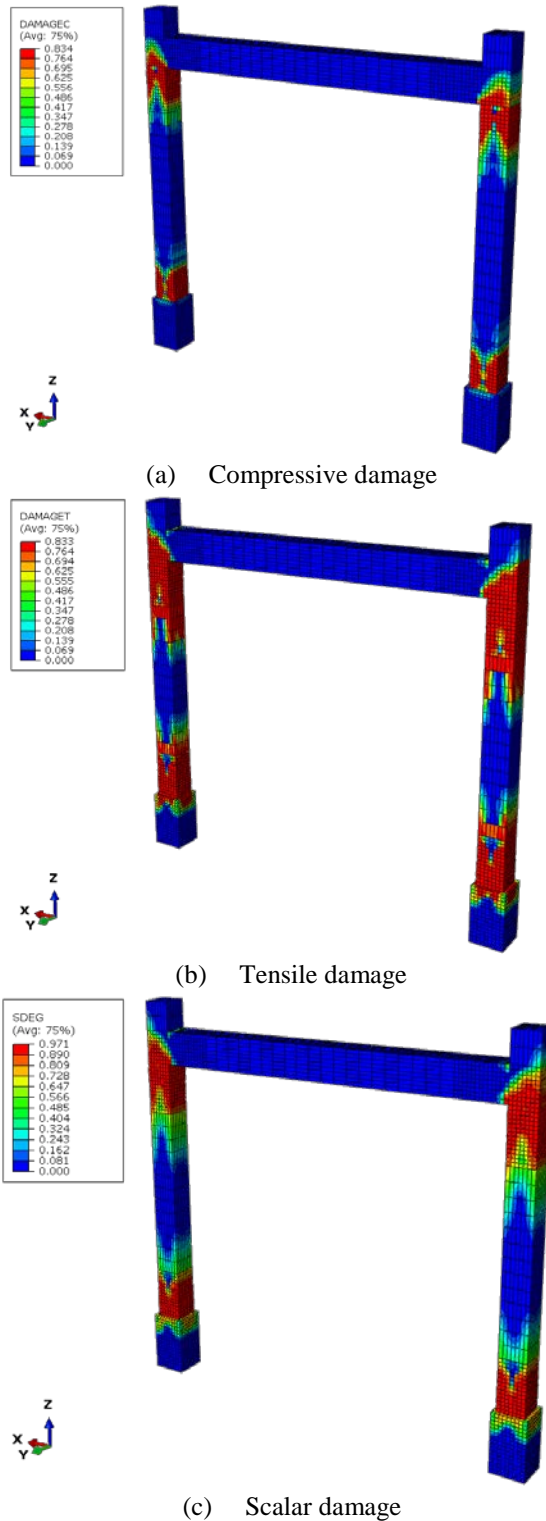 DAMAGEC
(Avg: 75%)
0.834
0.764
0.695
0.625
0.556
0.486
0.417
0.347
0.278
0.208
0.139
0.069
0.000
Z
X
Y
(a) Compressive damage
DAMAGET
(Avg: 75%)
0.833
0.764
0.694
0.625
0.555
0.486
0.417
0.347
0.278
0.208
0.139
0.069
0.000
Z
X
Y
(b) Tensile damage
SDEG
(Avg: 75%)
0.971
0.890
0.809
0.728
0.647
0.566
0.485
0.404
0.324
0.243
0.162
0.081
0.000
Z
X
Y
(c) Scalar damage